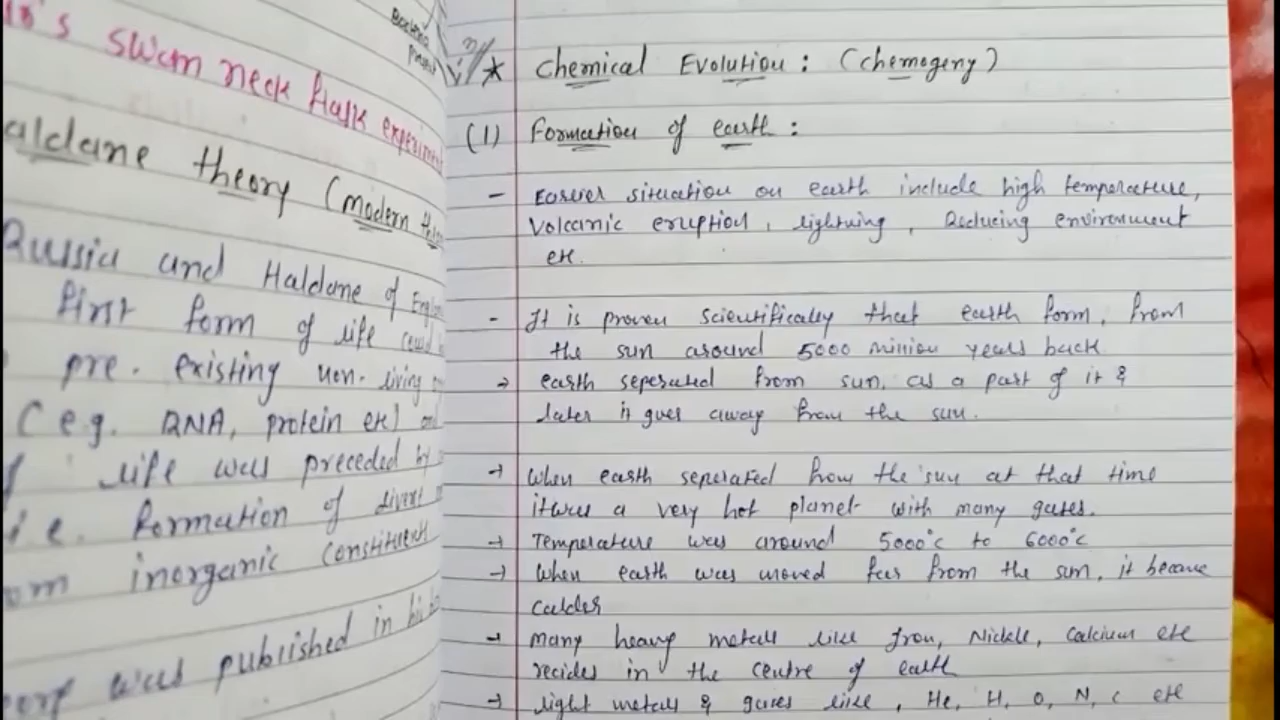 's swan neck flask experiment
aldane theory (modern
Russia and Haldane of
first form of life could
pre. existing non. living
(e.g. RNA, protein etc)
life was preceded by
i.e. formation of
om inorganic constituent
was published in his
* Chemical Evolution : (chemogeny)
(1) Formation of earth :
- Earlier situation on earth include high temperature,
volcanic eruption, lightning, Reducing environment
etc.
- It is proven scientifically that earth form, from
the sun around 5000 million years back
→ earth seperated from sun, as a part of it &
later it goes away from the sun.
→ When earth seperated from the sun at that time
it was a very hot planet with many gases.
→ Temperature was around 5000°c to 6000°c
→ When earth was moved far from the sun, it became
colder
→ many heavy metals like Iron, Nickle, Calcium etc
recides in the centre of earth
→ light metals & gases like, He, H, O, N, C etc